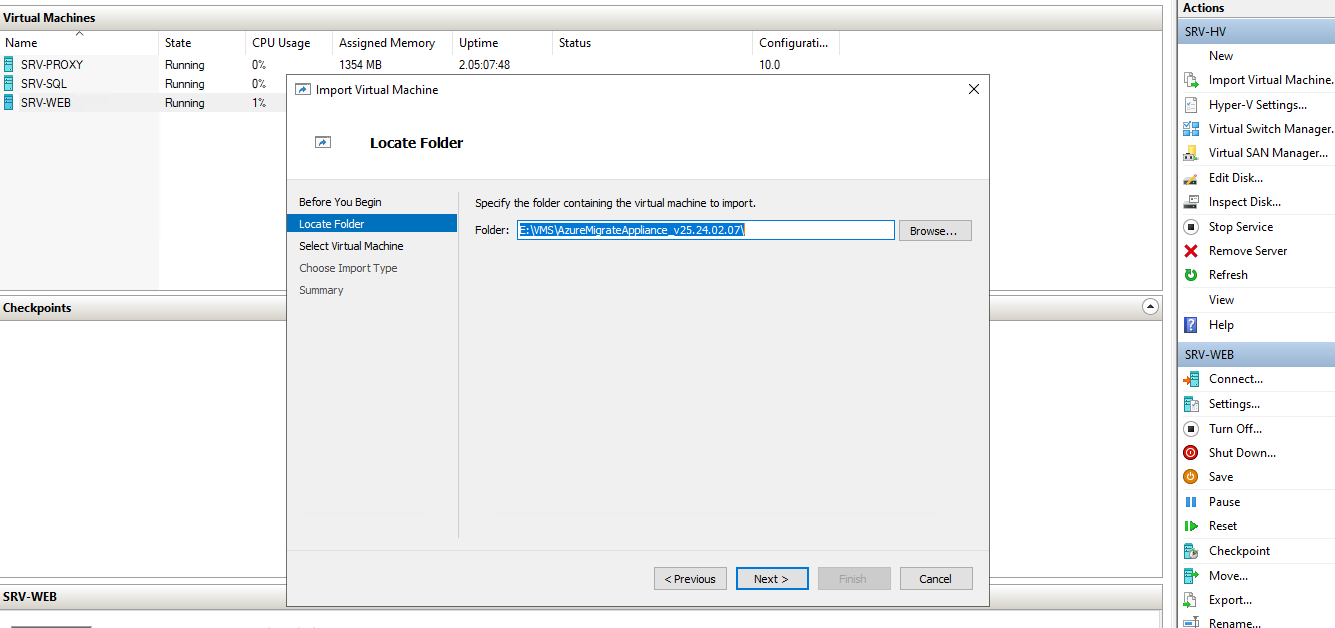 Virtual Machines
Name State CPU Usage Assigned Memory Uptime Status Configurati...
SRV-PROXY Running 0% 1354 MB 2.05:07:48 10.0
SRV-SQL Running 0%
SRV-WEB Running 1%
Import Virtual Machine
Locate Folder
Before You Begin
Locate Folder
Select Virtual Machine
Choose Import Type
Summary
Specify the folder containing the virtual machine to import.
Folder: E:\VMS\AzureMigrateAppliance_v25.24.02.07\ Browse...
< Previous Next > Finish Cancel
Checkpoints
SRV-WEB
Actions
SRV-HV
New
Import Virtual Machine.
Hyper-V Settings...
Virtual Switch Manager.
Virtual SAN Manager...
Edit Disk...
Inspect Disk...
Stop Service
Remove Server
Refresh
View
Help
SRV-WEB
Connect...
Settings...
Turn Off...
Shut Down...
Save
Pause
Reset
Checkpoint
Move...
Export...
Rename...